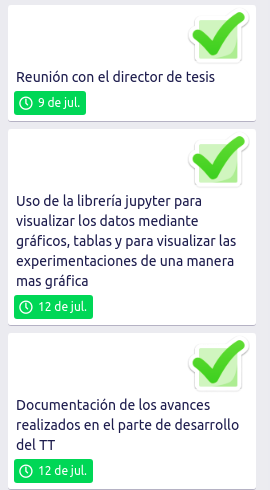 Reunión con el director de tesis
9 de jul.
Uso de la librería jupyter para
visualizar los datos mediante
gráficos, tablas y para visualizar las
experimentaciones de una manera
mas gráfica
12 de jul.
Documentación de los avances
realizados en el parte de desarrollo
del TT
12 de jul.